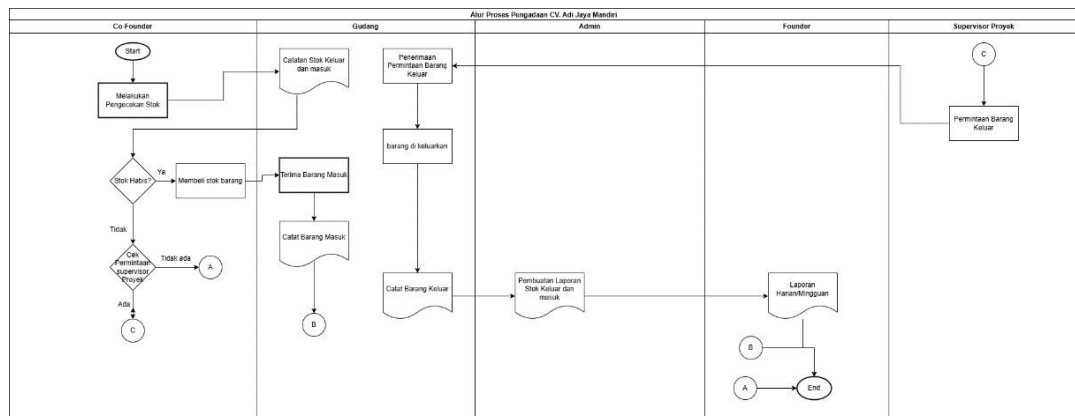 Alur Proses Pengadaan CV. Adi Jaya Mandiri
Co-Founder
Gudang
Admin
Founder
Supervisor Proyek
Start
Melakukan
Pengecekan Stok
Catatan Stok Keluar
dan masuk
Penerimaan
Permintaan Barang
Keluar
C
Permintaan Barang
Keluar
barang di keluarkan
Stok Habis?
Ya
Membeli stok barang
Terima Barang Masuk
Tidak
Catat Barang Masuk
Cek
Permintaan
supervisor
Proyek
Tidak ada
A
Ada
C
B
Catat Barang Keluar
Pembuatan Laporan
Stok Keluar dan
masuk
Laporan
Harian/Mingguan
B
A
End